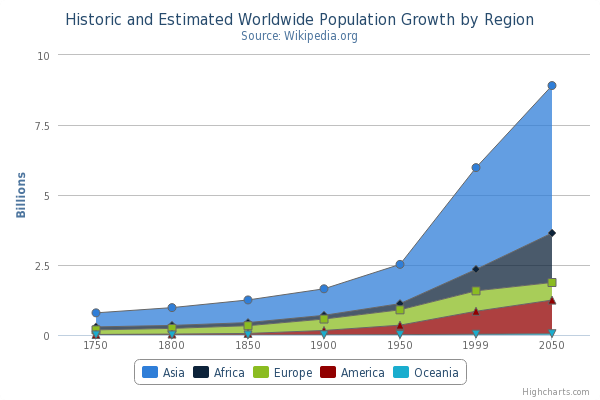 Historic and Estimated Worldwide Population Growth by Region
Source: Wikipedia.org
Billions
10
7.5
5
2.5
0
1750 1800 1850 1900 1950 1999 2050
Asia Africa Europe America Oceania
Highcharts.com